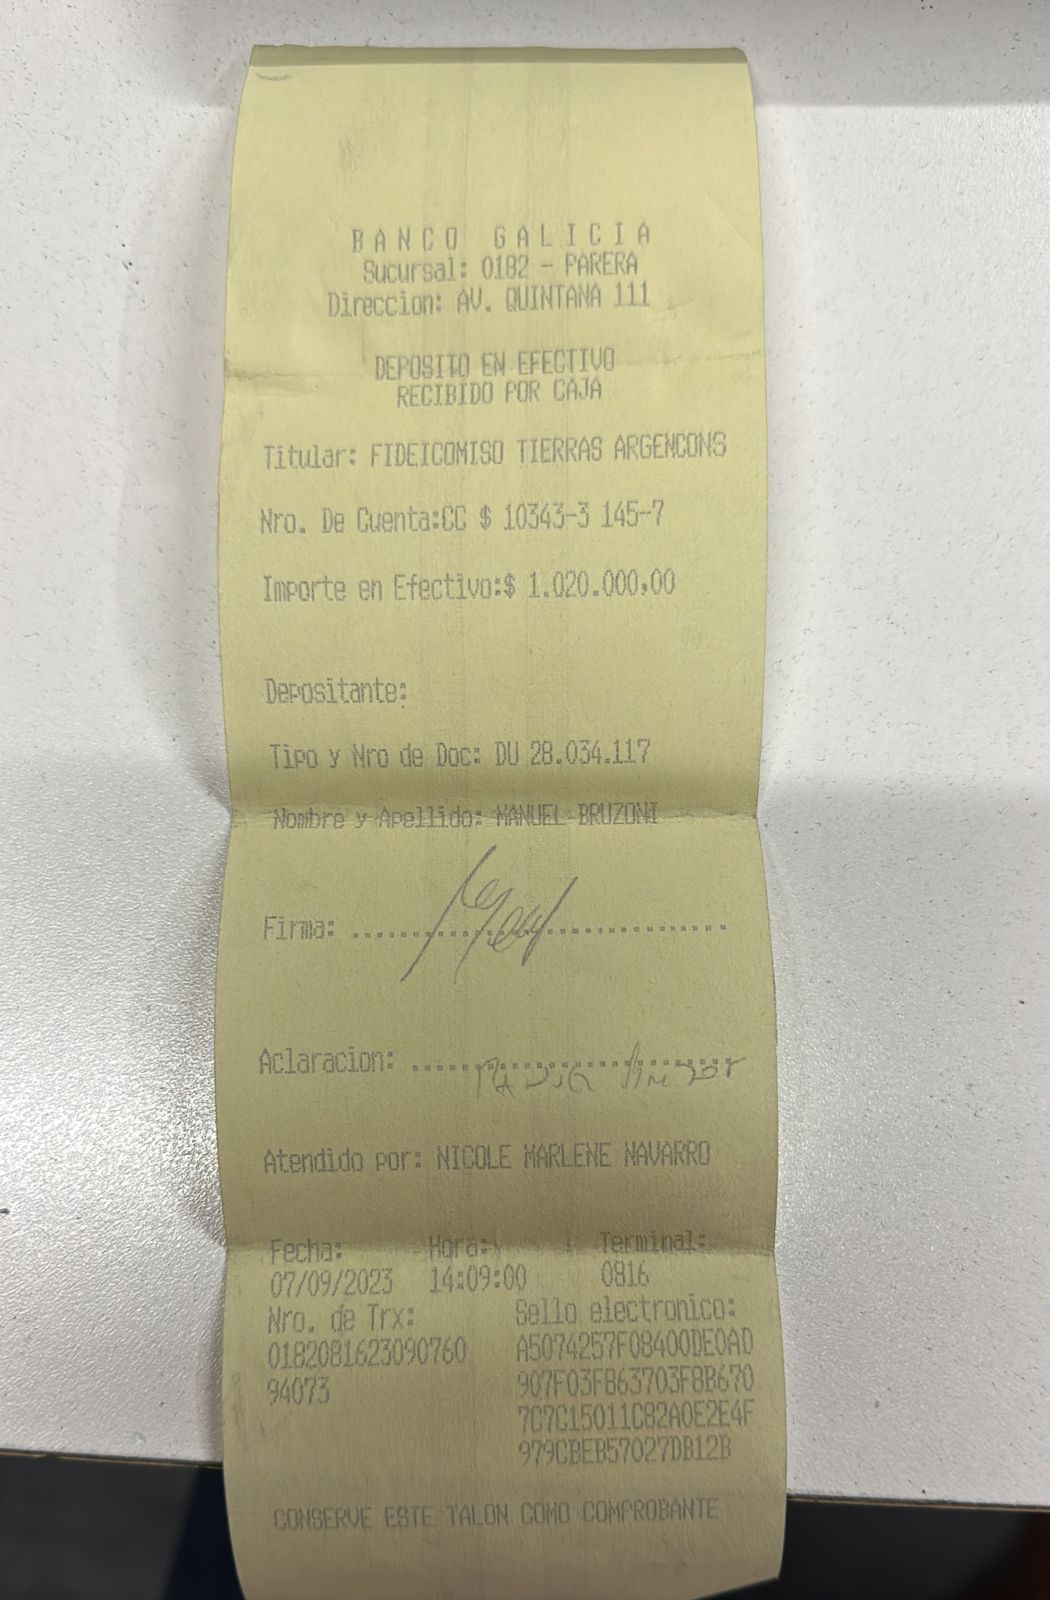 BANCO GALICIA
Sucursal: 0182 - PARERA
Direccion: AV. QUINTANA 111
DEPOSITO EN EFECTIVO
RECIBIDO POR CAJA
Titular: FIDEICOMISO TIERRAS ARGENCONS
Nro. De Cuenta:CC $ 10343-3 145-7
Importe en Efectivo:$ 1.020.000,00
Depositante:
Tipo y Nro de Doc: DU 28.034.117
Nombre y Apellido: MANUEL BRUZONI
Firma:
Aclaracion:
Atendido por: NICOLE MARLENE NAVARRO
Fecha: Hora: Terminal:
07/09/2023 14:09:00 0816
Nro. de Trx: Sello electronico:
0182081623090760 A5074257F08400DE0AD
94073 907F03FB63703F8B670
7C7C15011C82A0E2E4F
979CBEB57027DB12B
CONSERVE ESTE TALON COMO COMPROBANTE